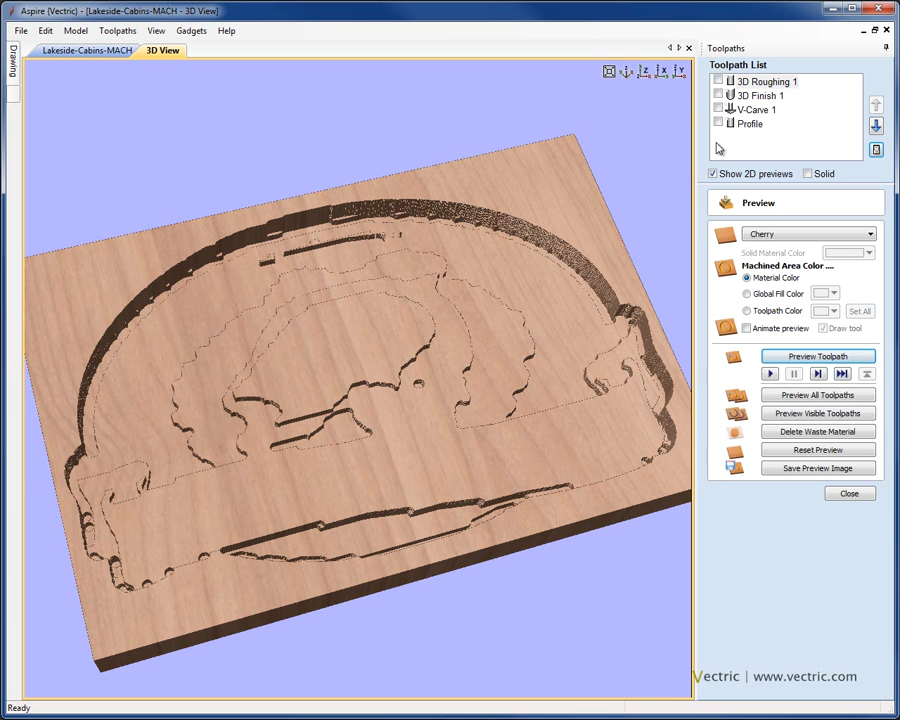 Aspire {Vectric} - [Lakeside-Cabins-MACH - 3D View]
File Edit Model Toolpaths View Gadgets Help
Drawing
Lakeside-Cabins-MACH 3D View
Toolpaths
Toolpath List
3D Roughing 1
3D Finish 1
V-Carve 1
Profile
Show 2D previews Solid
Preview
Cherry
Solid Material Color
Machined Area Color ....
Material Color
Global Fill Color
Toolpath Color Set All
Animate preview Draw tool
Preview Toolpath
Preview All Toolpaths
Preview Visible Toolpaths
Delete Waste Material
Reset Preview
Save Preview Image
Close
Vectric | www.vectric.com
Ready